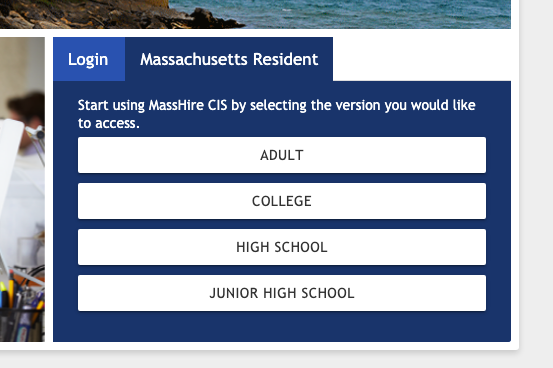 Login
Massachusetts Resident
Start using MassHire CIS by selecting the version you would like
to access.
ADULT
COLLEGE
HIGH SCHOOL
JUNIOR HIGH SCHOOL